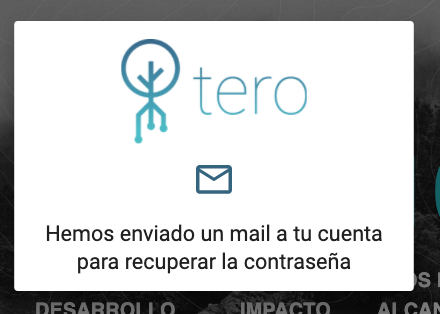 tero
Hemos enviado un mail a tu cuenta
para recuperar la contraseña
DESARROLLO IMPACTO